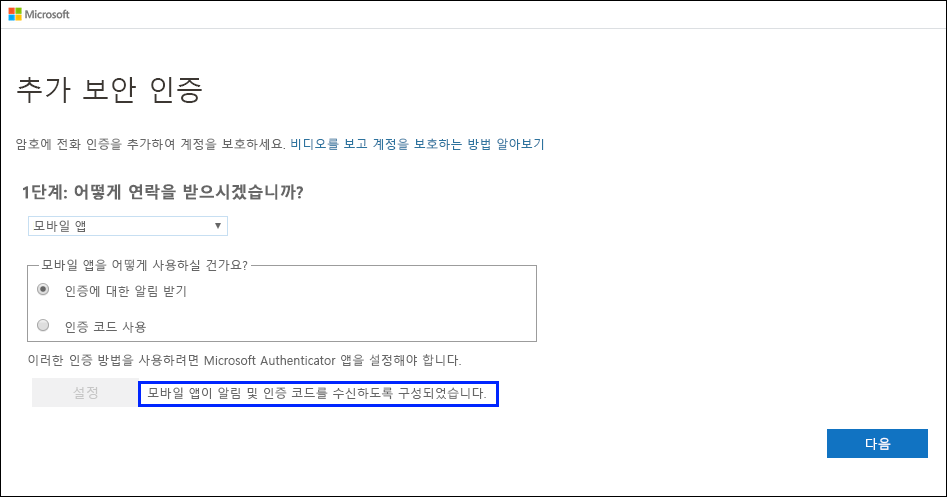 Microsoft
추가 보안 인증
암호에 전화 인증을 추가하여 계정을 보호하세요. 비디오를 보고 계정을 보호하는 방법 알아보기
1단계: 어떻게 연락을 받으시겠습니까?
모바일 앱
모바일 앱을 어떻게 사용하실 건가요?
인증에 대한 알림 받기
인증 코드 사용
이러한 인증 방법을 사용하려면 Microsoft Authenticator 앱을 설정해야 합니다.
설정 모바일 앱이 알림 및 인증 코드를 수신하도록 구성되었습니다.
다음